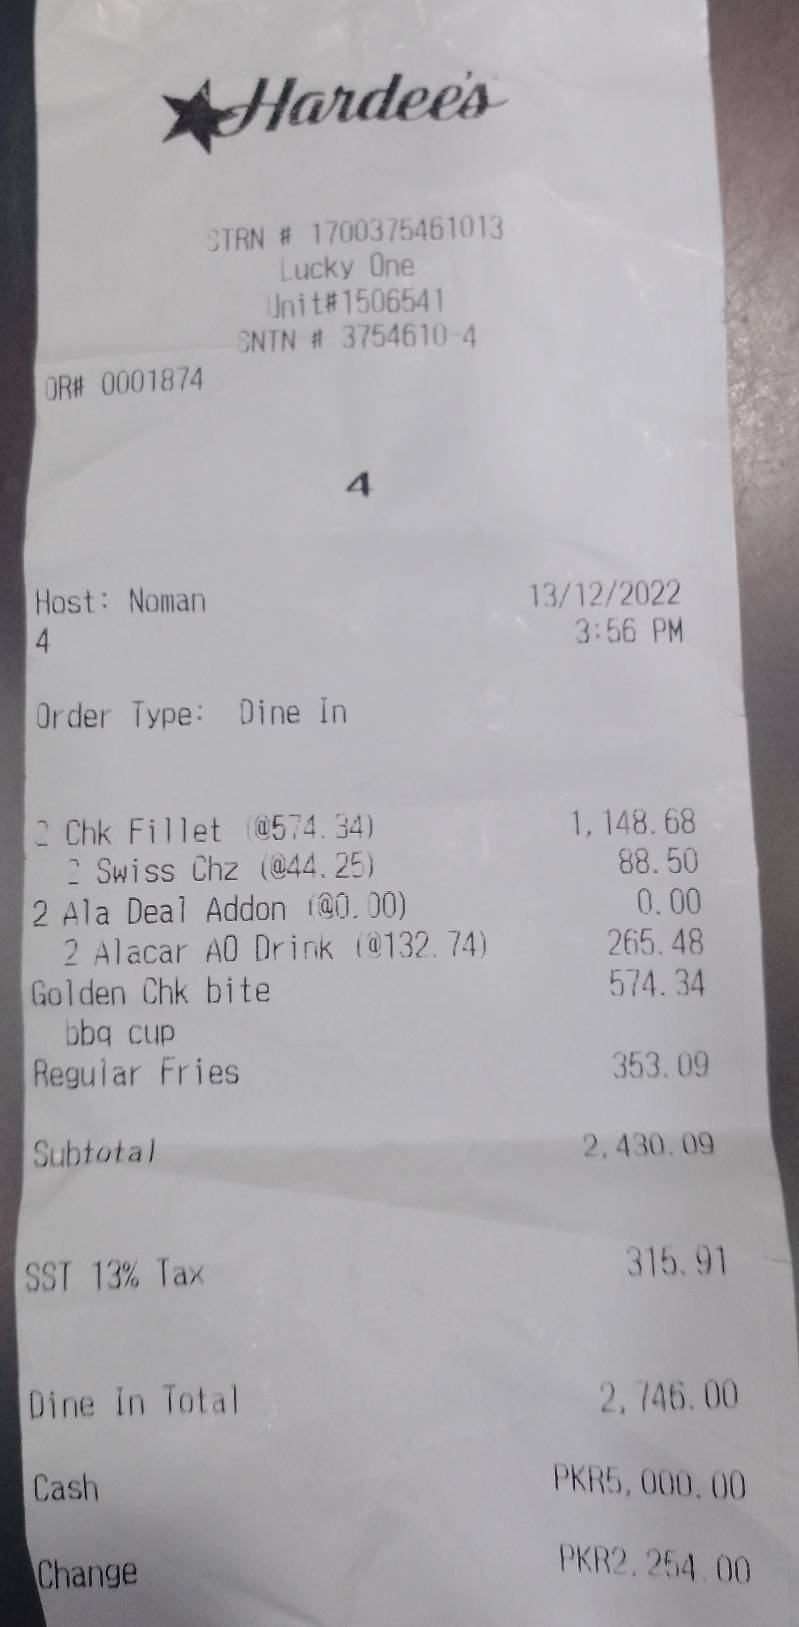 Hardee's
STRN # 1700375461013
Lucky One
Unit#1506541
SNTN # 3754610-4
OR# 0001874
4
Host: Noman 13/12/2022
4 3:56 PM
Order Type: Dine In
2 Chk Fillet (@574.34) 1,148.68
2 Swiss Chz (@44.25) 88.50
2 Ala Deal Addon (@0.00) 0.00
2 Alacar AO Drink (@132.74) 265.48
Golden Chk bite 574.34
bbq cup
Regular Fries 353.09
Subtotal 2,430.09
SST 13% Tax 315.91
Dine In Total 2,746.00
Cash PKR5,000.00
Change PKR2,254.00